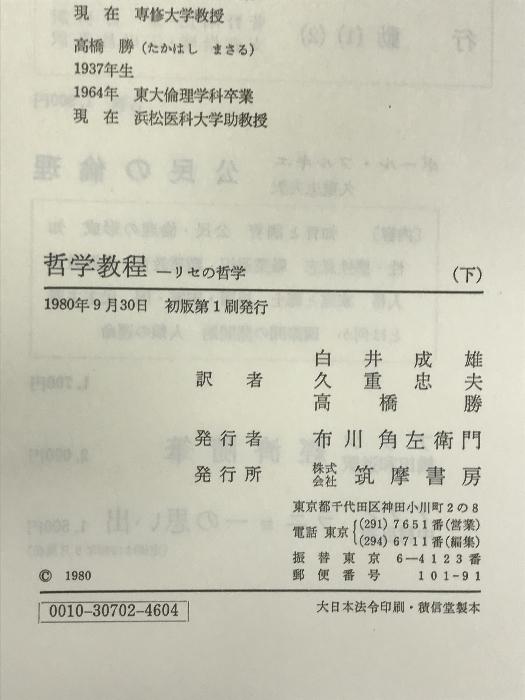 現在 専修大学教授
高橋 勝(たかはし まさる)
1937年生
1964年 東大倫理学科卒業
現在 浜松医科大学助教授
哲学教程―リセの哲学 (下)
1980年9月30日 初版第1刷発行
白井成雄
訳者 久重忠夫
高橋勝
発行者 布川角左衛門
発行所 株式会社 筑摩書房
東京都千代田区神田小川町2の8
電話 東京 (291)7651番(営業)
(294)6711番(編集)
振替東京 6―4123番
郵便番号 101-91
© 1980
0010-30702-4604
大日本法令印刷・積信堂製本